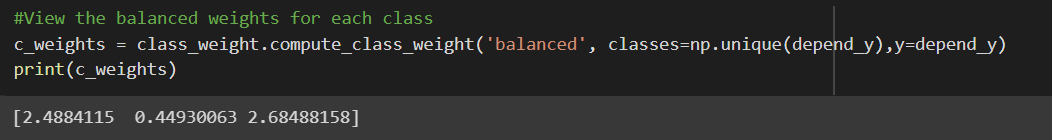 #View the balanced weights for each class
c_weights = class_weight.compute_class_weight('balanced', classes=np.unique(depend_y),y=depend_y)
print(c_weights)
[2.4884115  0.44930063 2.68488158]